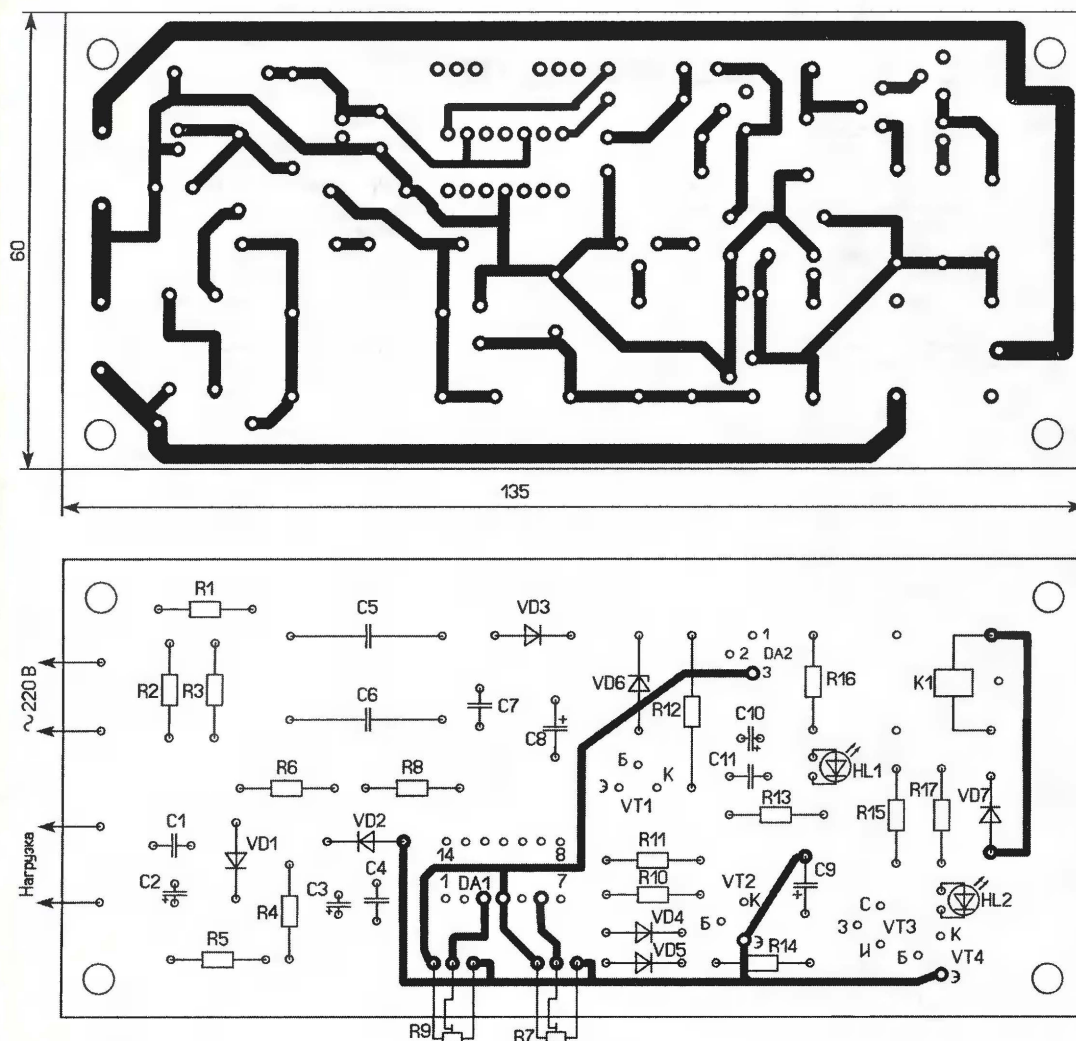 60
135
R1
C5
VD3
1
2 DA2
3
~220 В
R2
R3
C6
C7
C8
+
VD6
R12
R16
K1
C10
+
C11
HL1
R6
R8
Б
Э
К
VT1
R13
R15
R17
VD7
Нагрузка
C1
VD1
VD2
14
8
R11
C2
+
R4
C3
+
C4
1
DA1
7
R10
VT2
К
Б
C9
+
С
З
И
VT3
HL2
R5
VD4
VD5
Э
R14
Б
К
VT4
Э
R9
R7